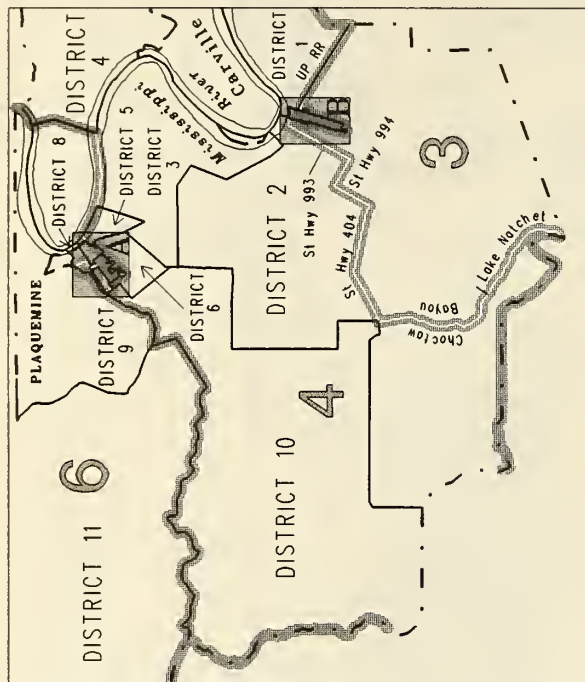 DISTRICT 4
DISTRICT 1
UP RR
Carville
River
Mississippi
DISTRICT 8
DISTRICT 5
DISTRICT 3
PLAQUEMINE
A
B
DISTRICT 9
DISTRICT 6
DISTRICT 2
St Hwy 993
St Hwy 994
St Hwy 404
3
Lake Natchet
Choctaw
Bayou
6
4
DISTRICT 11
DISTRICT 10